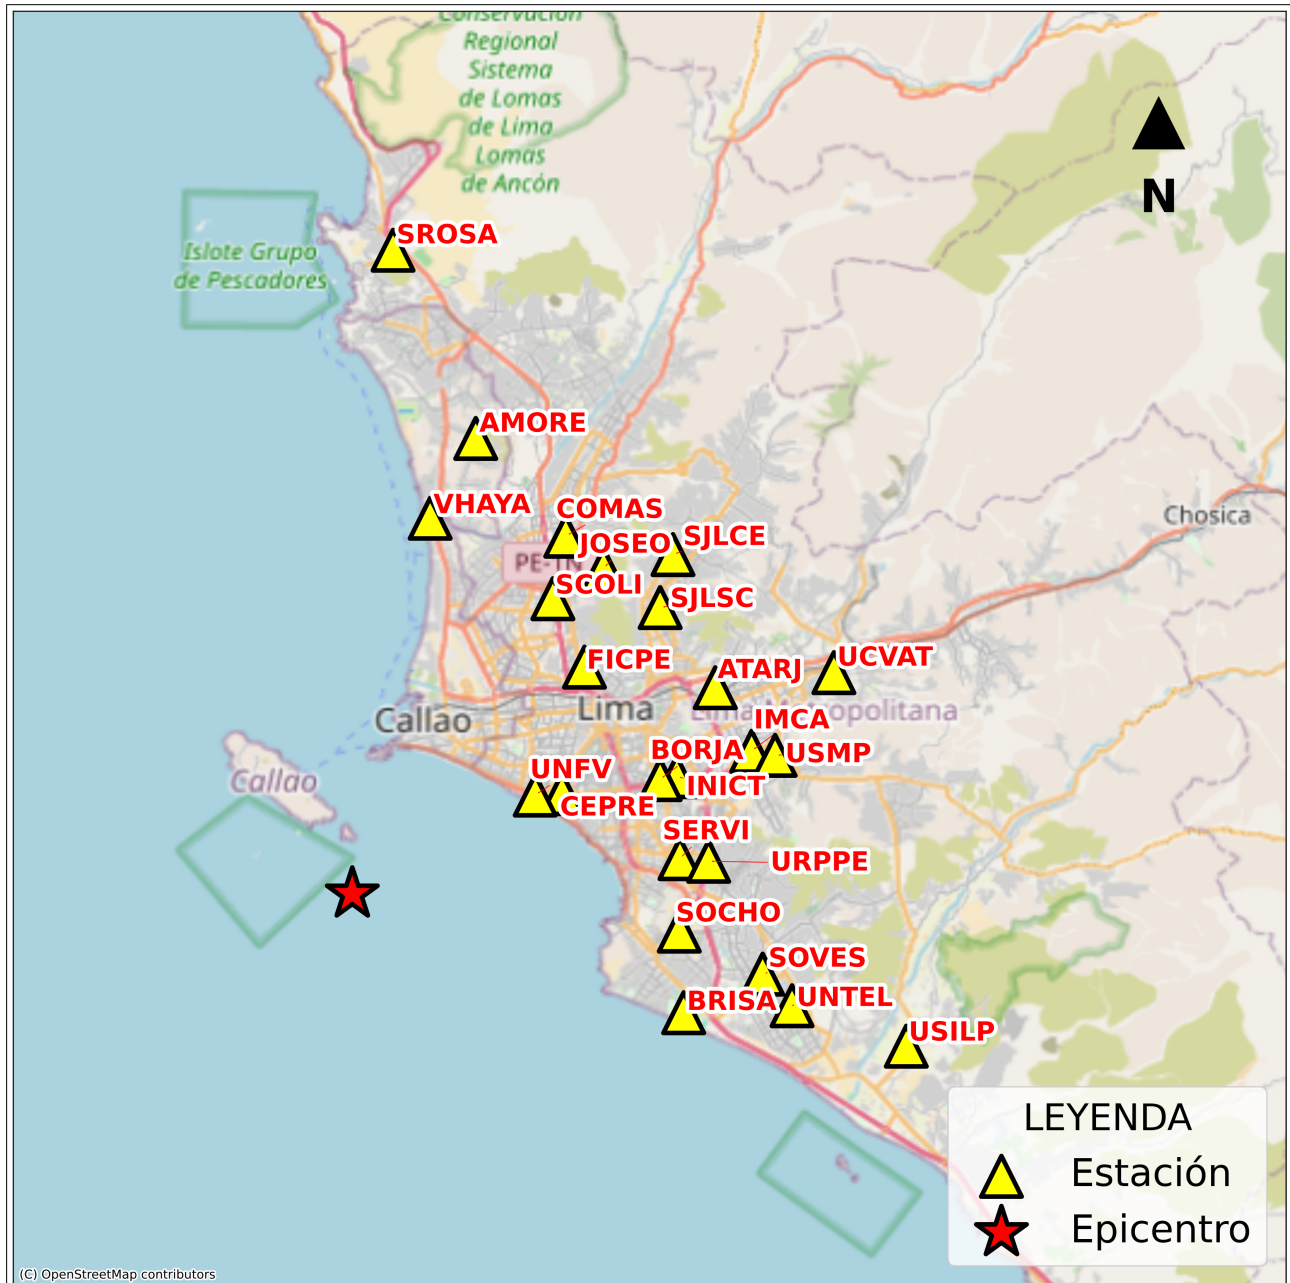 Conservación
Regional
Sistema
de Lomas
de Lima
Lomas
de Ancón
N
SROSA
Islote Grupo
de Pescadores
AMORE
VHAYA
COMAS
Chosica
JOSEO
SJLCE
PE-1N
SCOLI
SJLSC
FICPE
UCVAT
ATARJ
Lima
Lima Metropolitana
Callao
IMCA
BORJA
USMP
UNFV
Callao
INICT
CEPRE
SERVI
URPPE
SOCHO
SOVES
UNTEL
BRISA
USILP
LEYENDA
Estación
Epicentro
(C) OpenStreetMap contributors